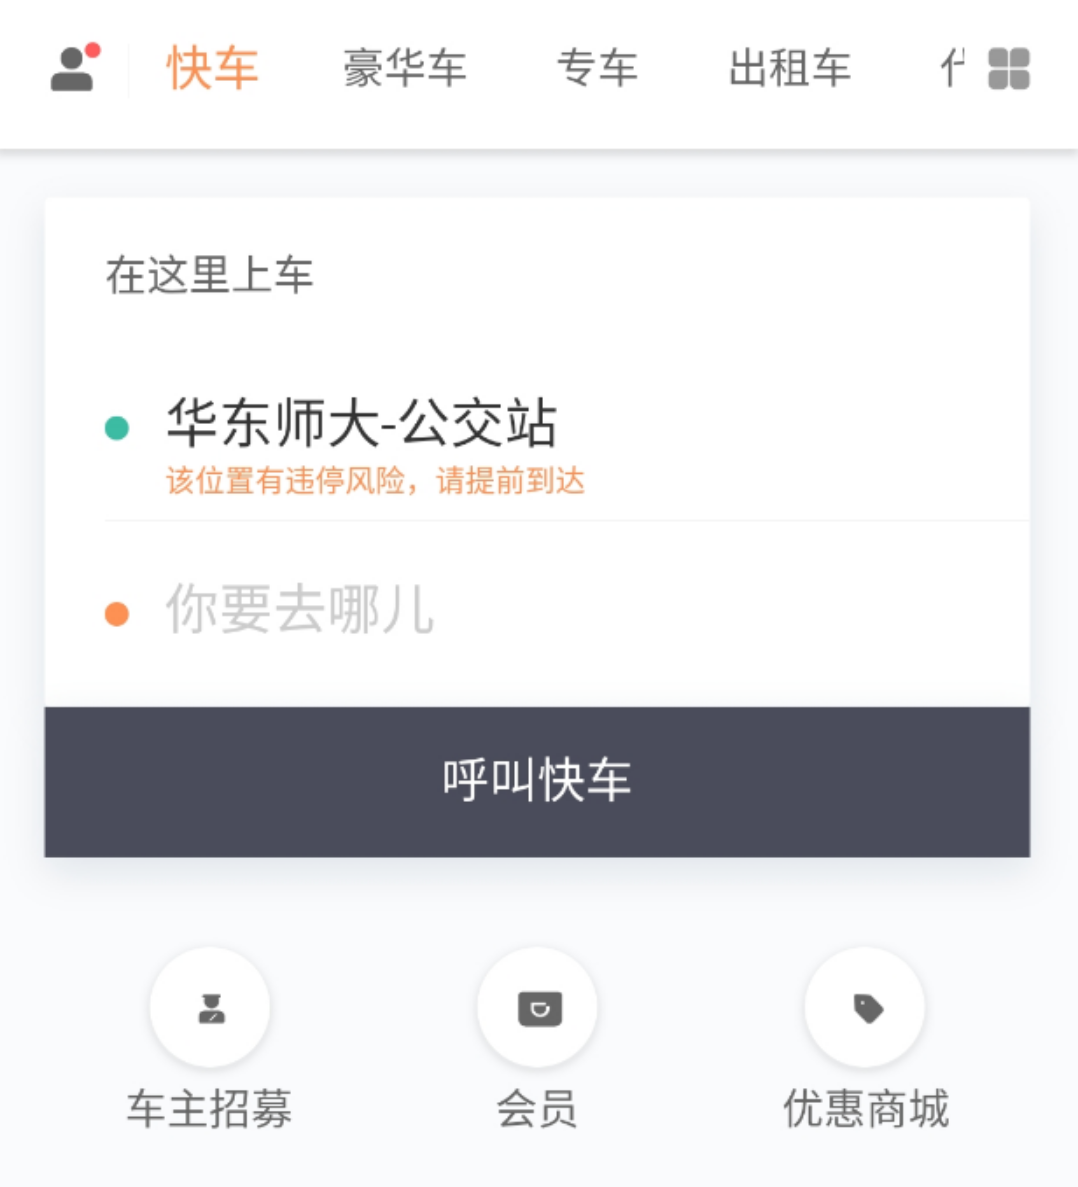 快车 豪华车 专车 出租车
在这里上车
华东师大-公交站
该位置有违停风险，请提前到达
你要去哪儿
呼叫快车
车主招募 会员 优惠商城